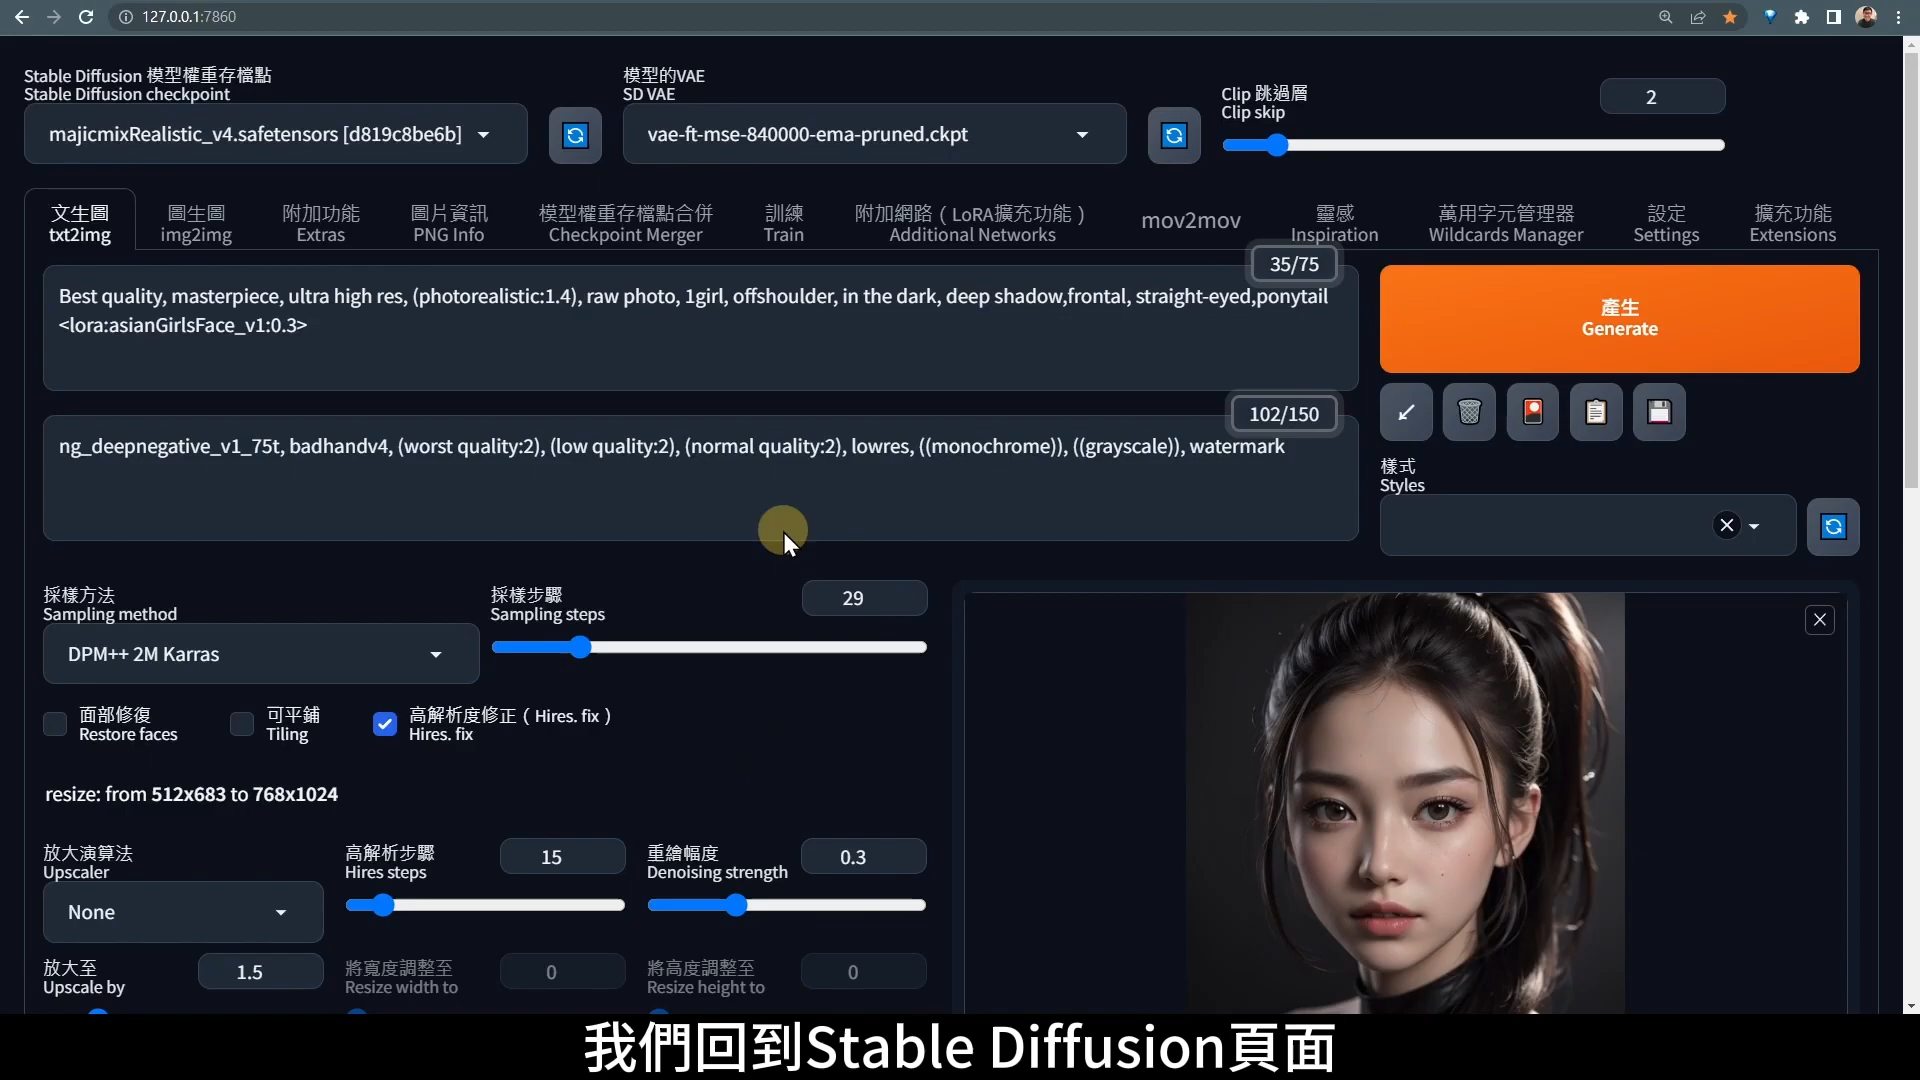 127.0.0.1:7860
Stable Diffusion 模型權重存檔點
Stable Diffusion checkpoint
majicmixRealistic_v4.safetensors [d819c8be6b]
模型的VAE
SD VAE
vae-ft-mse-840000-ema-pruned.ckpt
Clip 跳過層
Clip skip
2
文生圖
txt2img
圖生圖
img2img
附加功能
Extras
圖片資訊
PNG Info
模型權重存檔點合併
Checkpoint Merger
訓練
Train
附加網路（LoRA擴充功能）
Additional Networks
mov2mov
靈感
Inspiration
萬用字元管理器
Wildcards Manager
設定
Settings
擴充功能
Extensions
35/75
Best quality, masterpiece, ultra high res, (photorealistic:1.4), raw photo, 1girl, offshoulder, in the dark, deep shadow,frontal, straight-eyed,ponytail
<lora:asianGirlsFace_v1:0.3>
產生
Generate
102/150
ng_deepnegative_v1_75t, badhandv4, (worst quality:2), (low quality:2), (normal quality:2), lowres, ((monochrome)), ((grayscale)), watermark
樣式
Styles
採樣方法
Sampling method
DPM++ 2M Karras
採樣步驟
Sampling steps
29
面部修復
Restore faces
可平鋪
Tiling
高解析度修正（Hires. fix）
Hires. fix
resize: from 512x683 to 768x1024
放大演算法
Upscaler
None
高解析步驟
Hires steps
15
重繪幅度
Denoising strength
0.3
放大至
Upscale by
1.5
將寬度調整至
Resize width to
0
將高度調整至
Resize height to
0
我們回到Stable Diffusion頁面